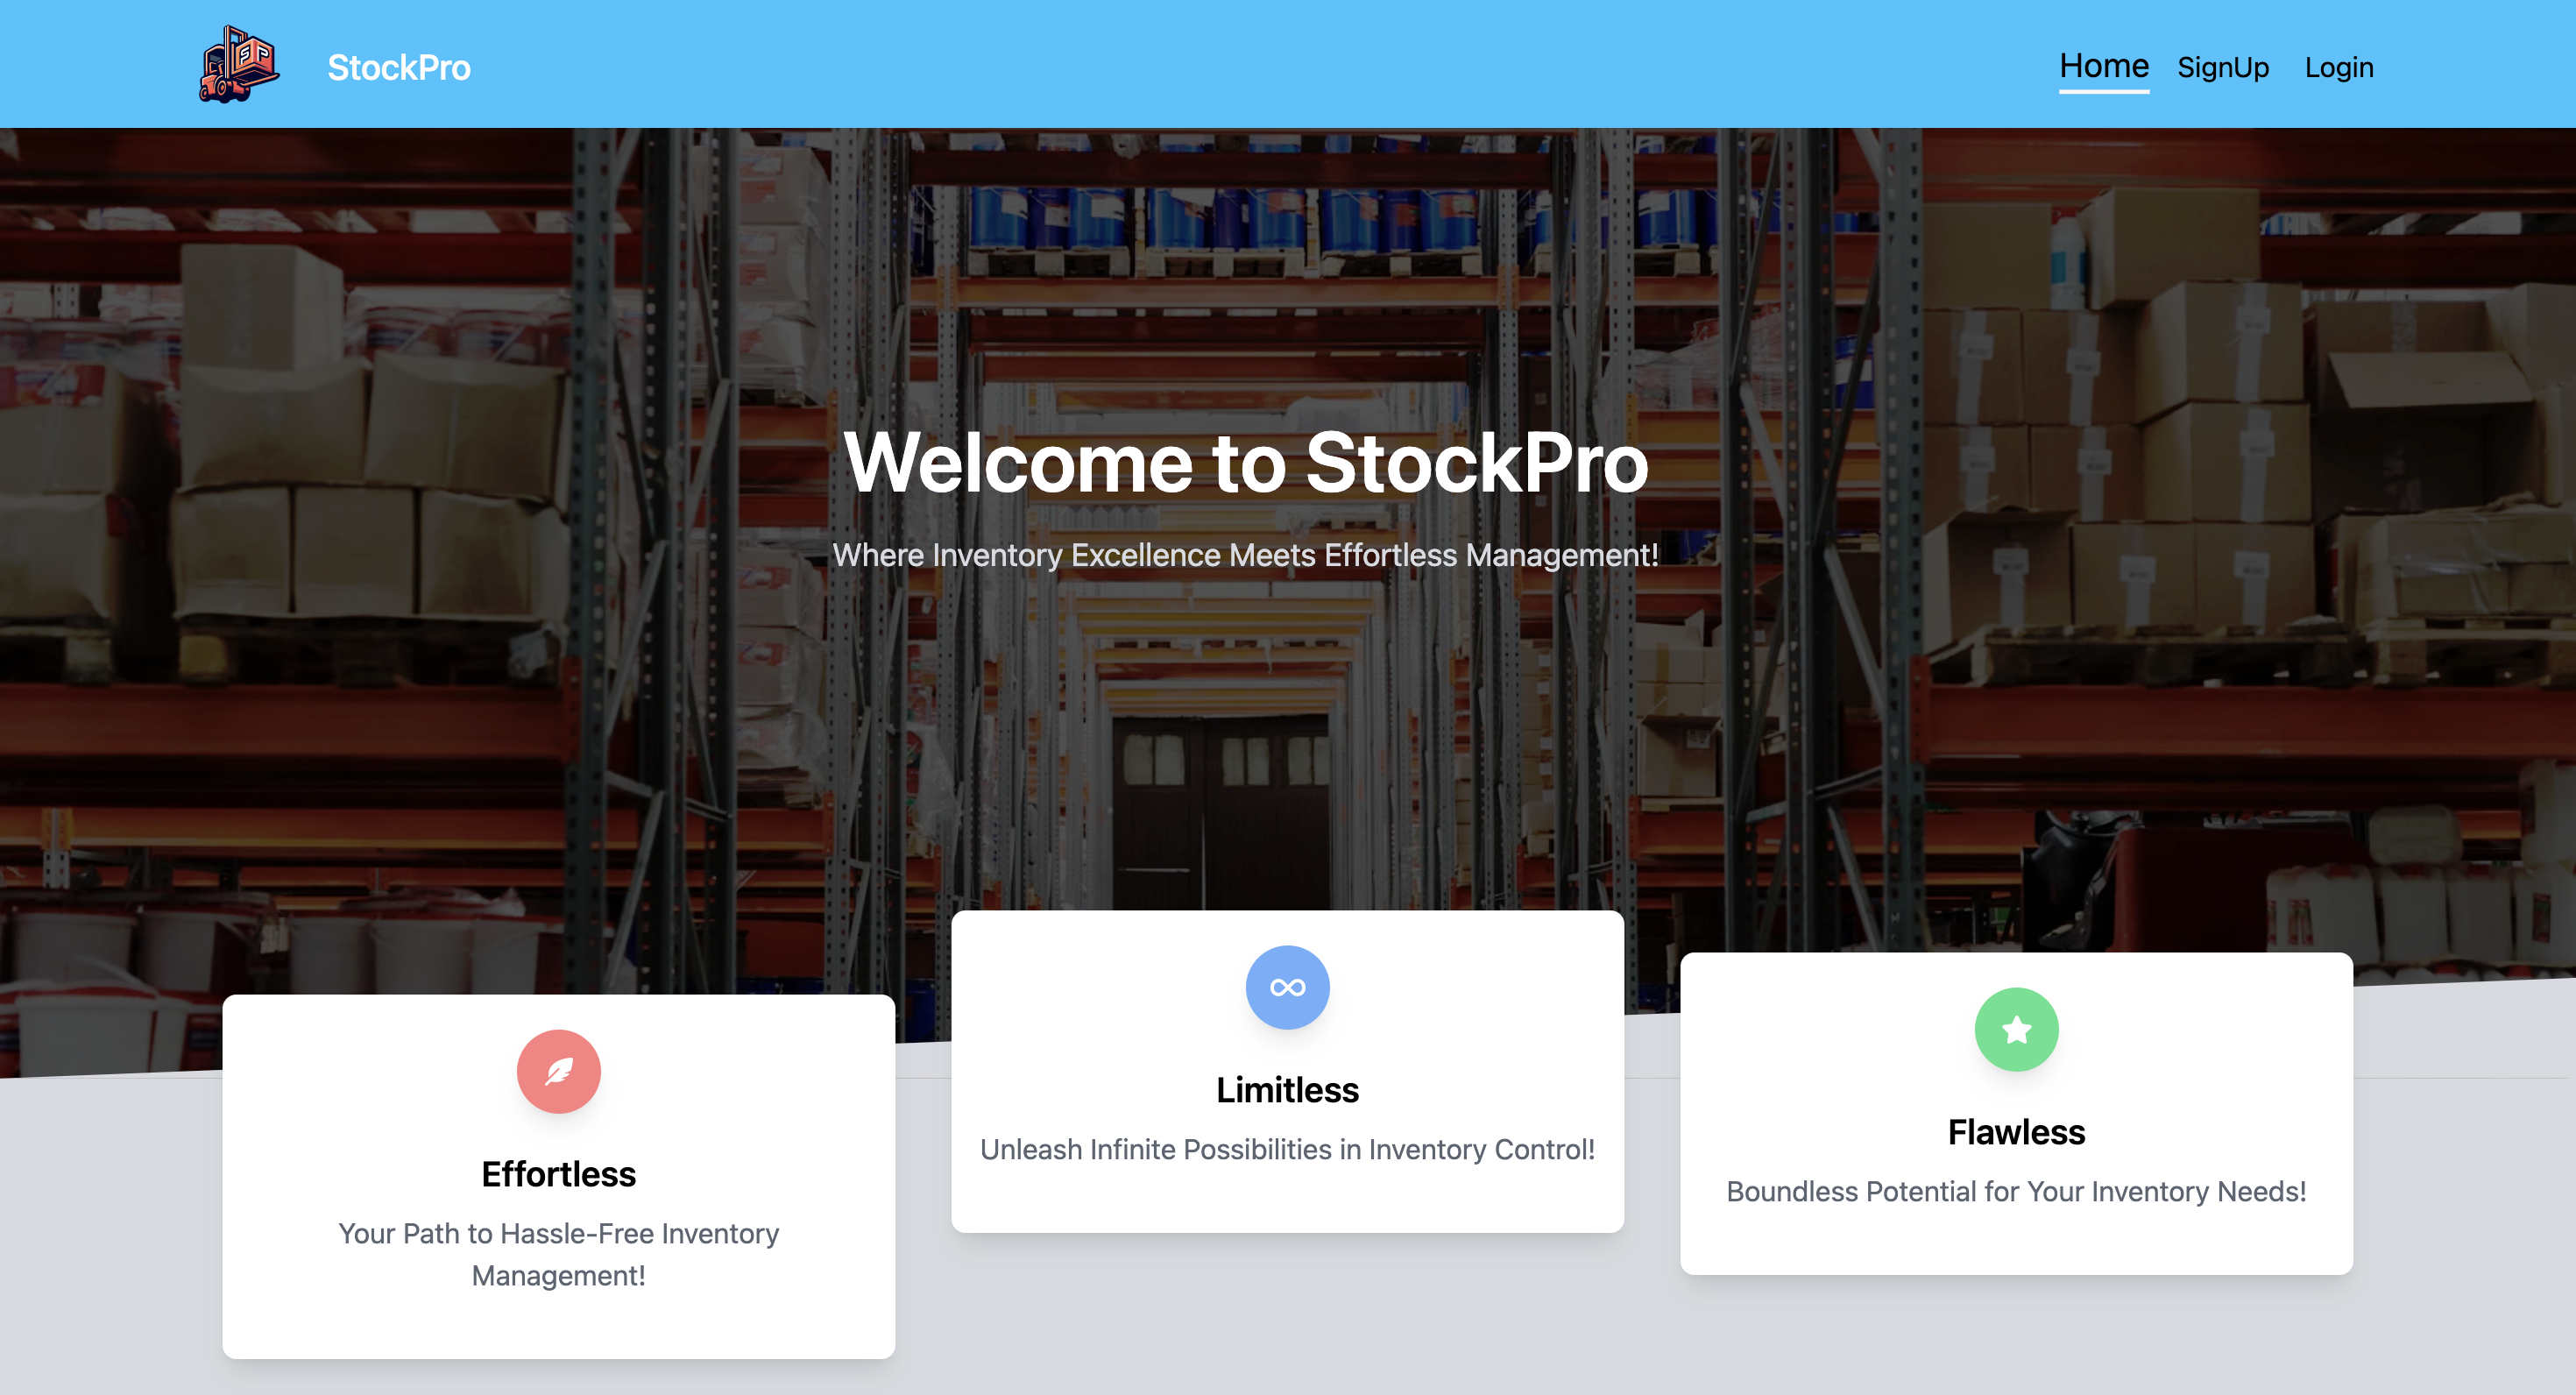 SP
StockPro
Home
SignUp
Login
Welcome to StockPro
Where Inventory Excellence Meets Effortless Management!
Effortless
Your Path to Hassle-Free Inventory
Management!
Limitless
Unleash Infinite Possibilities in Inventory Control!
Flawless
Boundless Potential for Your Inventory Needs!